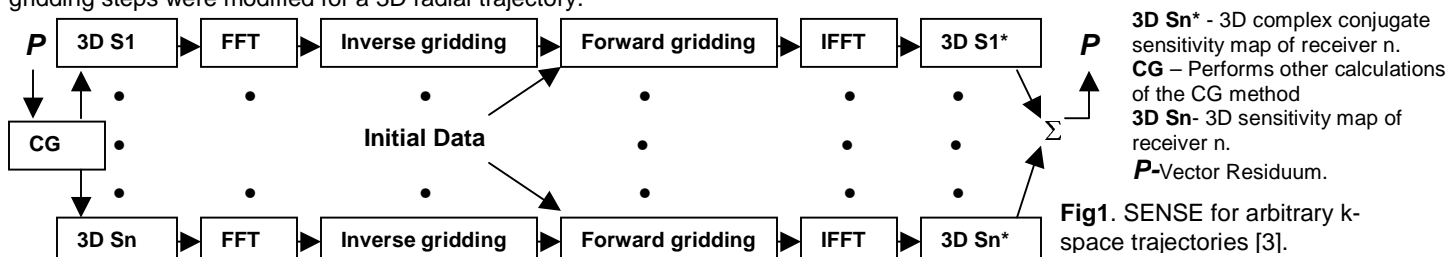 gridding steps were modified for a 3D radial trajectory.
P 3D S1 FFT Inverse gridding Forward gridding IFFT 3D S1* P
CG Initial Data Σ
3D Sn FFT Inverse gridding Forward gridding IFFT 3D Sn*
3D Sn* - 3D complex conjugate
sensitivity map of receiver n.
CG – Performs other calculations
of the CG method
3D Sn- 3D sensitivity map of
receiver n.
P-Vector Residuum.
Fig1. SENSE for arbitrary k-
space trajectories [3].